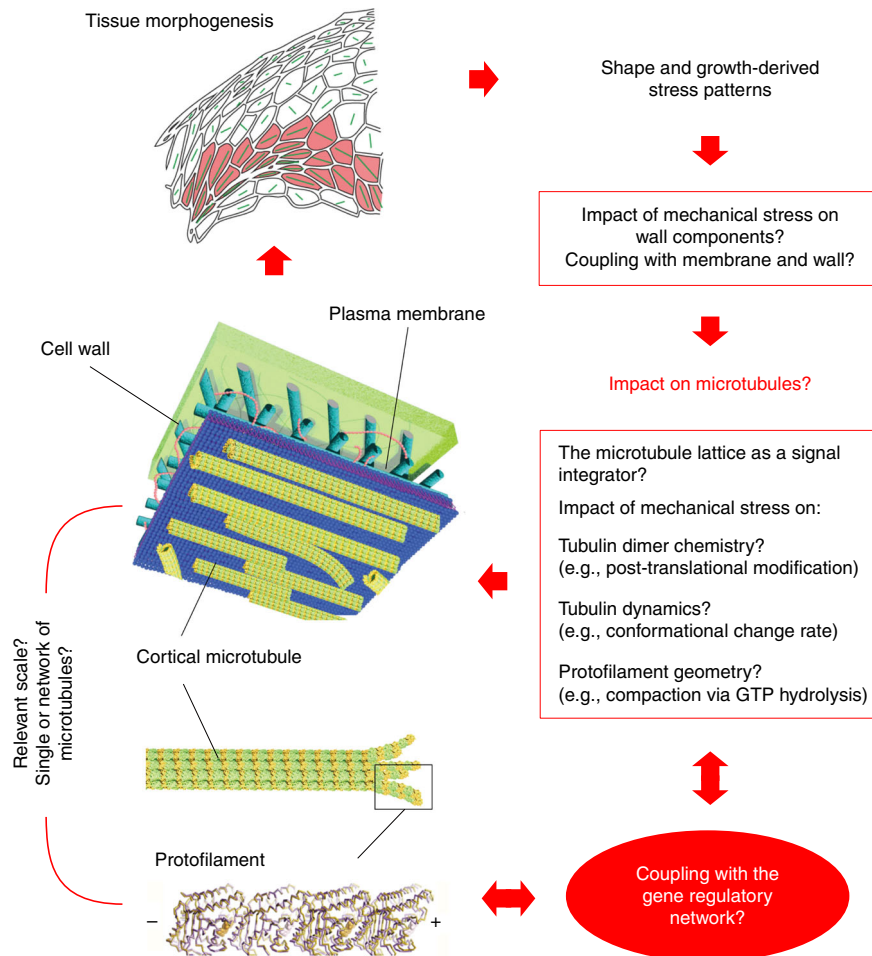 Tissue morphogenesis
Shape and growth-derived
stress patterns
Impact of mechanical stress on
wall components?
Coupling with membrane and wall?
Plasma membrane
Cell wall
Impact on microtubules?
The microtubule lattice as a signal
integrator?
Impact of mechanical stress on:
Tubulin dimer chemistry?
(e.g., post-translational modification)
Tubulin dynamics?
(e.g., conformational change rate)
Protofilament geometry?
(e.g., compaction via GTP hydrolysis)
Cortical microtubule
Relevant scale?
Single or network of
microtubules?
Protofilament
– +
Coupling with the
gene regulatory
network?